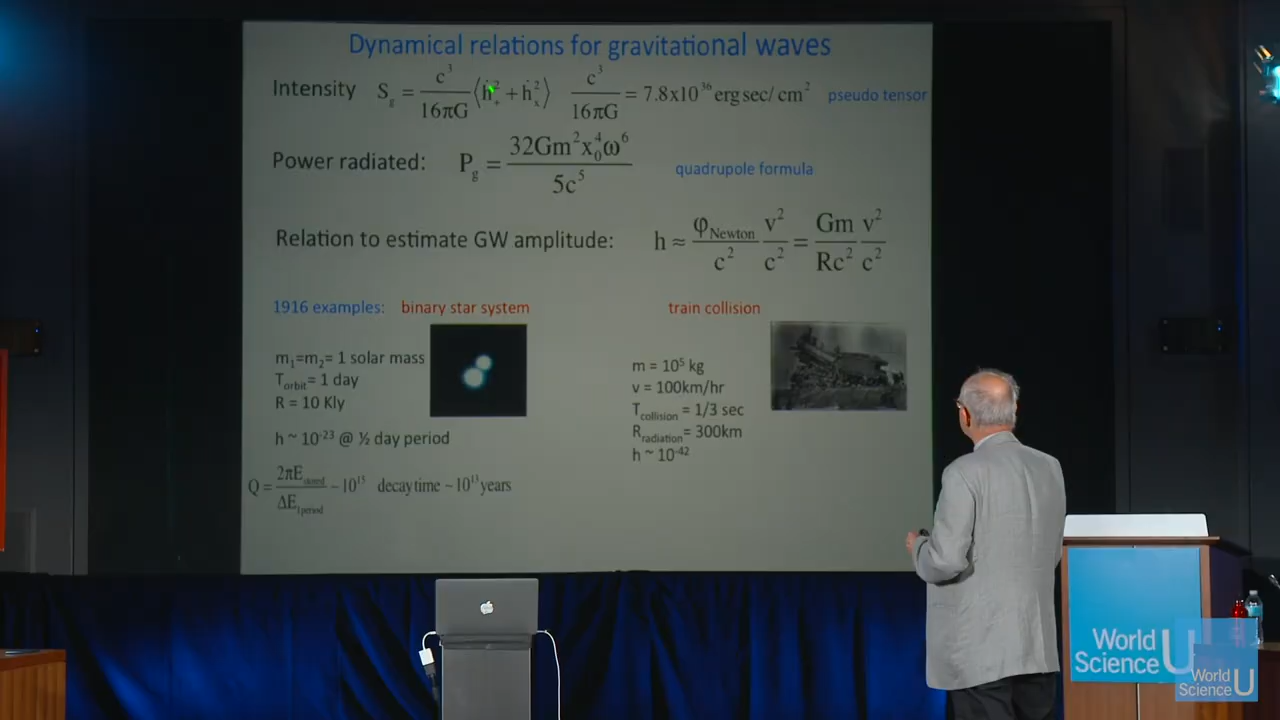 Dynamical relations for gravitational waves
Intensity S_g = c³/16πG ⟨ḣ₊² + ḣₓ²⟩ c³/16πG = 7.8x10³⁶ erg sec/ cm² pseudo tensor
Power radiated: P_g = 32Gm²x₀⁴ω⁶/5c⁵ quadrupole formula
Relation to estimate GW amplitude: h ≈ φ_Newton/c² v²/c² = Gm/Rc² v²/c²
1916 examples: binary star system
m₁=m₂= 1 solar mass
T_orbit= 1 day
R = 10 Kly
h ~ 10⁻²³ @ ½ day period
Q = 2πE_stored/ΔE_1period ~ 10¹⁵ decay time ~ 10¹³ years
train collision
m = 10⁵ kg
v = 100km/hr
T_collision = 1/3 sec
R_radiation = 300km
h ~ 10⁻⁴²
World
Science U
World
Science U